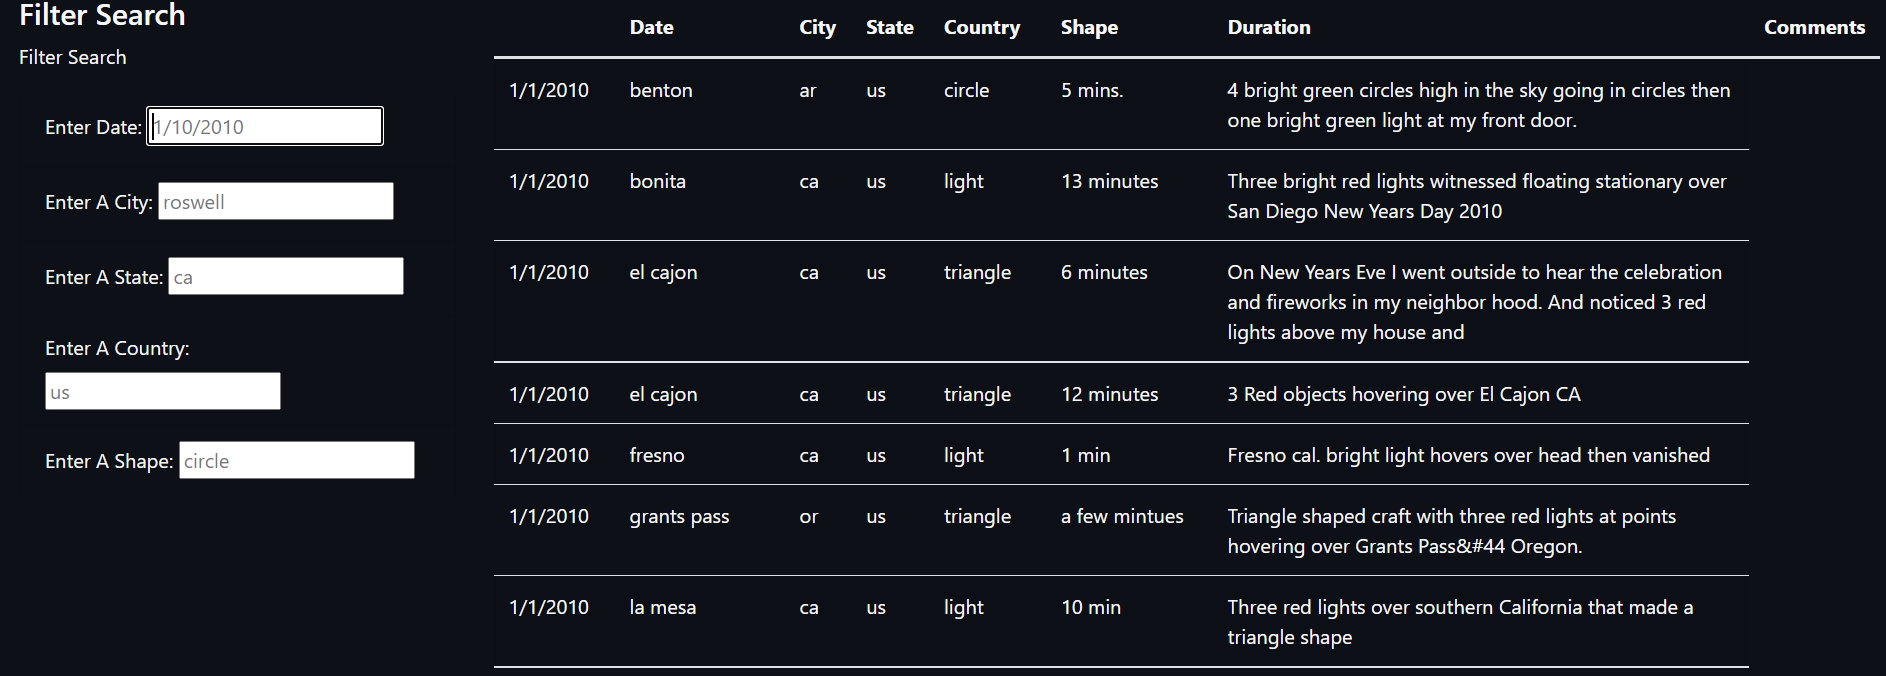 Filter Search
Filter Search
Enter Date: 1/10/2010
Enter A City: roswell
Enter A State: ca
Enter A Country:
us
Enter A Shape: circle
Date City State Country Shape Duration Comments
1/1/2010 benton ar us circle 5 mins. 4 bright green circles high in the sky going in circles then
one bright green light at my front door.
1/1/2010 bonita ca us light 13 minutes Three bright red lights witnessed floating stationary over
San Diego New Years Day 2010
1/1/2010 el cajon ca us triangle 6 minutes On New Years Eve I went outside to hear the celebration
and fireworks in my neighbor hood. And noticed 3 red
lights above my house and
1/1/2010 el cajon ca us triangle 12 minutes 3 Red objects hovering over El Cajon CA
1/1/2010 fresno ca us light 1 min Fresno cal. bright light hovers over head then vanished
1/1/2010 grants pass or us triangle a few mintues Triangle shaped craft with three red lights at points
hovering over Grants Pass&#44 Oregon.
1/1/2010 la mesa ca us light 10 min Three red lights over southern California that made a
triangle shape